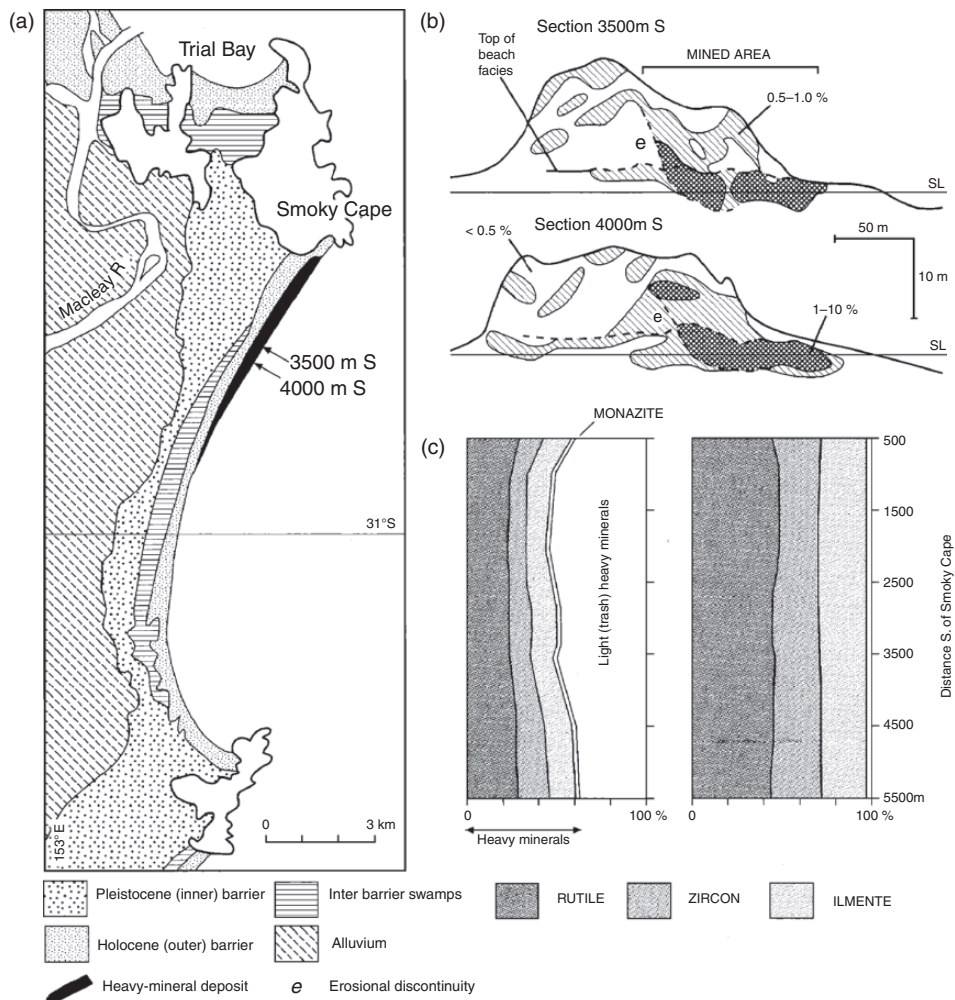 (a)
Trial Bay
Smoky Cape
Macleay R
3500 m S
4000 m S
31°S
153° E
0 3 km
(b)
Section 3500m S
Top of
beach
facies
MINED AREA
0.5–1.0 %
e
SL
Section 4000m S
< 0.5 %
50 m
10 m
e
1–10 %
SL
(c)
MONAZITE
Light (trash) heavy minerals
0 100 %
Heavy minerals
500
1500
2500
3500
4500
5500m
Distance S. of Smoky Cape
0 100 %
Pleistocene (inner) barrier
Inter barrier swamps
Holocene (outer) barrier
Alluvium
Heavy-mineral deposit
e Erosional discontinuity
RUTILE
ZIRCON
ILMENTE